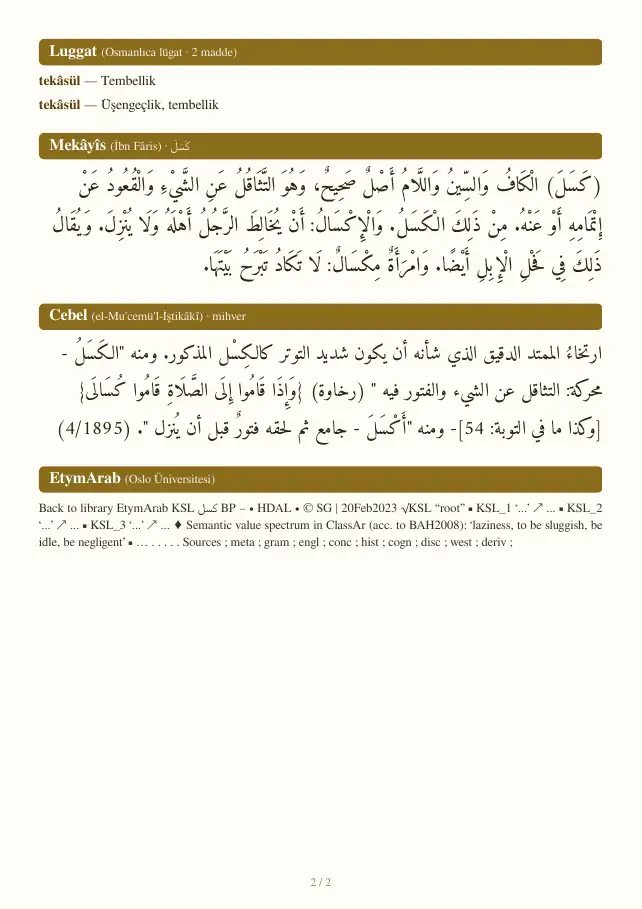 Luggat (Osmanlıca lügat · 2 madde)
tekâsül — Tembellik
tekâsül — Üşengeçlik, tembellik
Mekâyîs (İbn Fâris) · كَسَلَ
(كَسَلَ) الْكَافُ وَالسِّينُ وَاللَّامُ أَصْلٌ صَحِيحٌ، وَهُوَ التَّثَاقُلُ عَنِ الشَّيْءِ وَالْقُعُودُ عَنْ
إِتْمَامِهِ أَوْ عَنْهُ. مِنْ ذَلِكَ الْكَسَلُ. وَالْإِكْسَالُ: أَنْ يُخَالِطَ الرَّجُلُ أَهْلَهُ وَلَا يُنْزِلَ. وَيُقَالُ
ذَلِكَ فِي فَحْلِ الْإِبِلِ أَيْضًا. وَامْرَأَةٌ مِكْسَالٌ: لَا تَكَادُ تَبْرَحُ بَيْتَهَا.
Cebel (el-Mu'cemü'l-İştikâkî) · mihver
ارتخاءُ الممتد الدقيق الذي شأنه أن يكون شديد التوتر كالكِسْل المذكور. ومنه "الكَسَلُ -
محركة: التثاقل عن الشيء والفتور فيه " (رخاوة) {وَإِذَا قَامُوا إِلَى الصَّلَاةِ قَامُوا كُسَالَى}
[وكذا ما في التوبة: 54]- ومنه "أَكْسَلَ - جامع ثم لحقه فتورٌ قبل أن يُنزل ". (4/1895)
EtymArab (Oslo Üniversitesi)
Back to library EtymArab KSL كسل BP – • HDAL • © SG | 20Feb2023 √KSL “root” ▪ KSL_1 ‘...’ ↗ ... ▪ KSL_2
‘...’ ↗ ... ▪ KSL_3 ‘...’ ↗ ... ♦ Semantic value spectrum in ClassAr (acc. to BAH2008): ‘laziness, to be sluggish, be
idle, be negligent’ ▪ … . . . . . Sources ; meta ; gram ; engl ; conc ; hist ; cogn ; disc ; west ; deriv ;
2 / 2